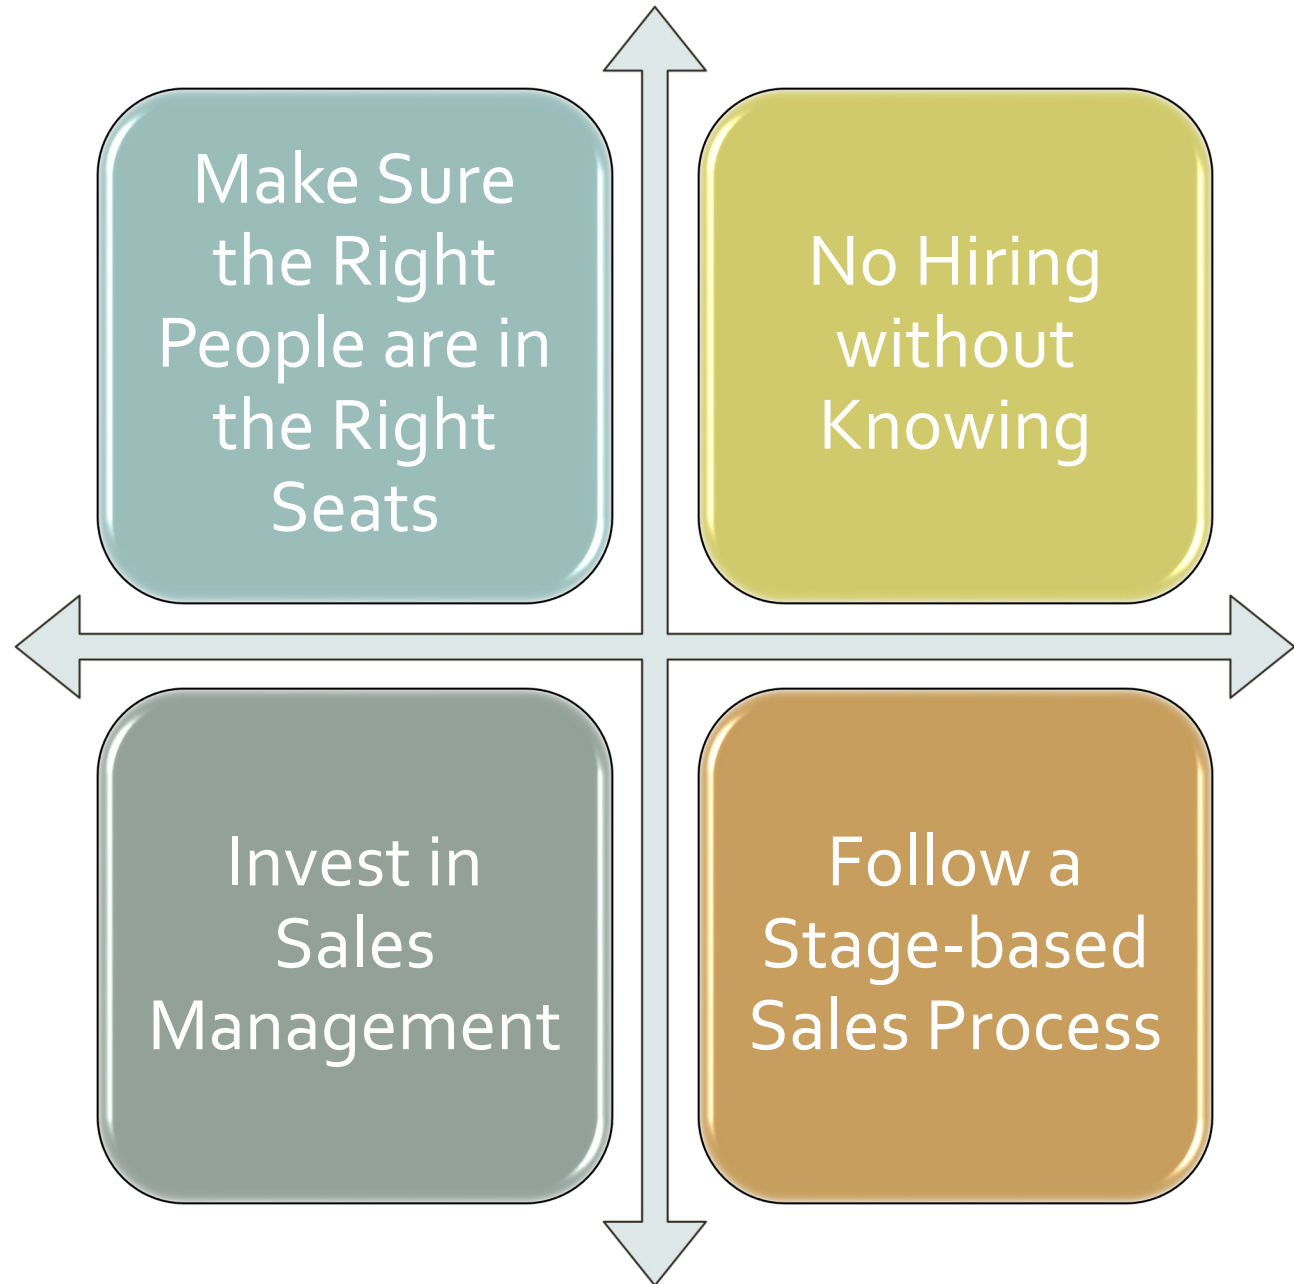 Make Sure
the Right
People are in
the Right
Seats
No Hiring
without
Knowing
Invest in
Sales
Management
Follow a
Stage-based
Sales Process